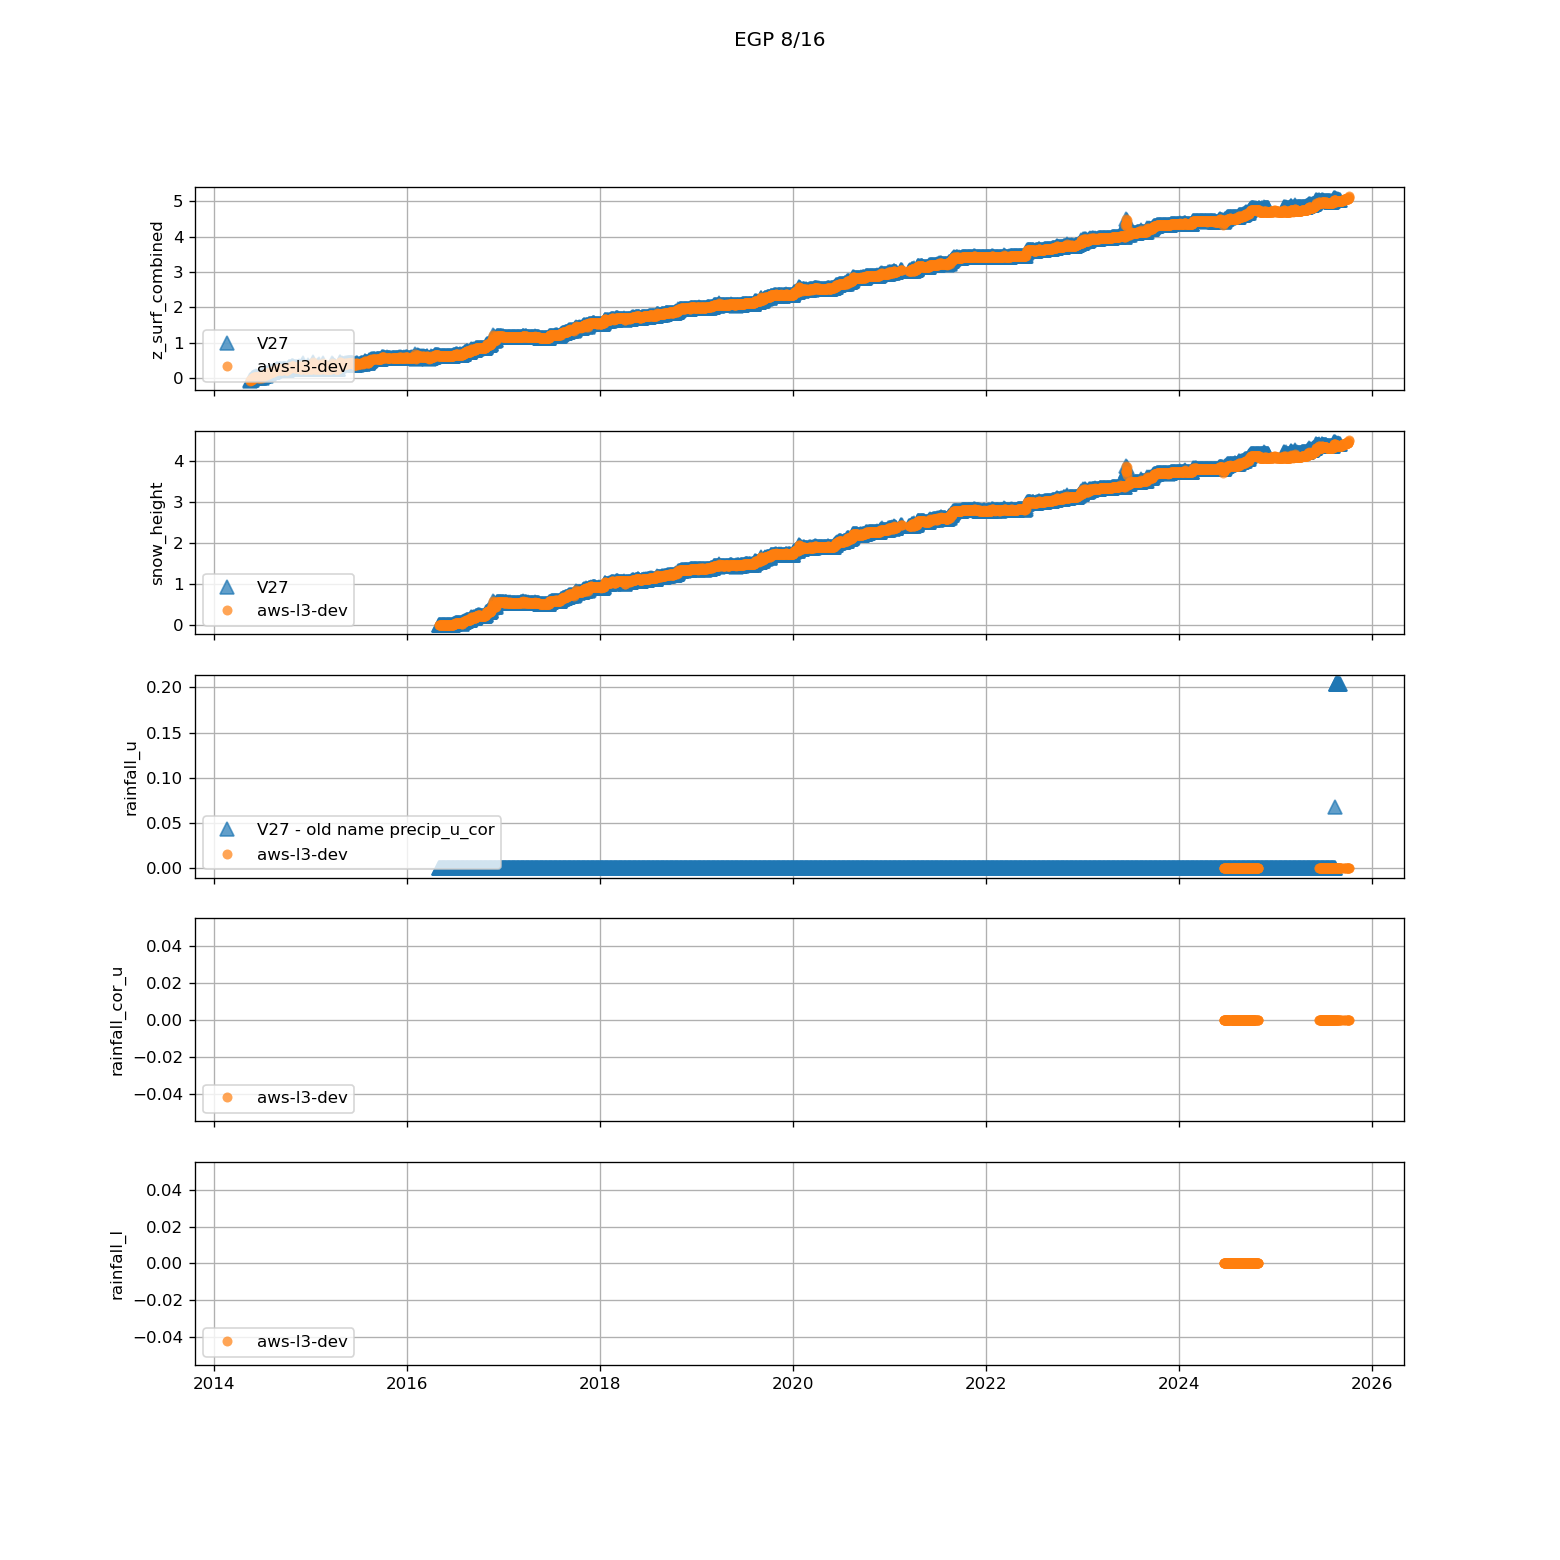 EGP 8/16
5
4
3
2
1
0
z_surf_combined
V27
aws-l3-dev
4
3
2
1
0
snow_height
V27
aws-l3-dev
0.20
0.15
0.10
0.05
0.00
rainfall_u
V27 - old name precip_u_cor
aws-l3-dev
0.04
0.02
0.00
−0.02
−0.04
rainfall_cor_u
aws-l3-dev
0.04
0.02
0.00
−0.02
−0.04
rainfall_l
aws-l3-dev
2014 2016 2018 2020 2022 2024 2026